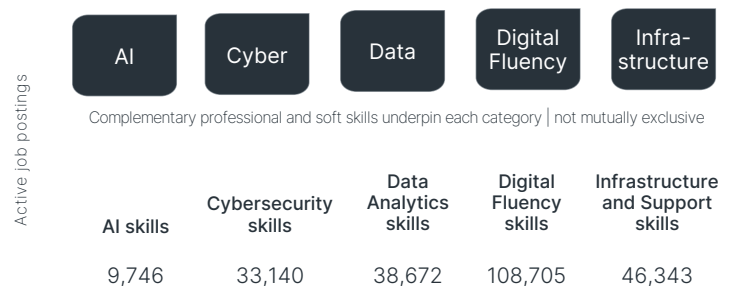 AI
Cyber
Data
Digital
Fluency
Infra-
structure
Complementary professional and soft skills underpin each category | not mutually exclusive
Active job postings
AI skills
Cybersecurity
skills
Data
Analytics
skills
Digital
Fluency
skills
Infrastructure
and Support
skills
9,746
33,140
38,672
108,705
46,343